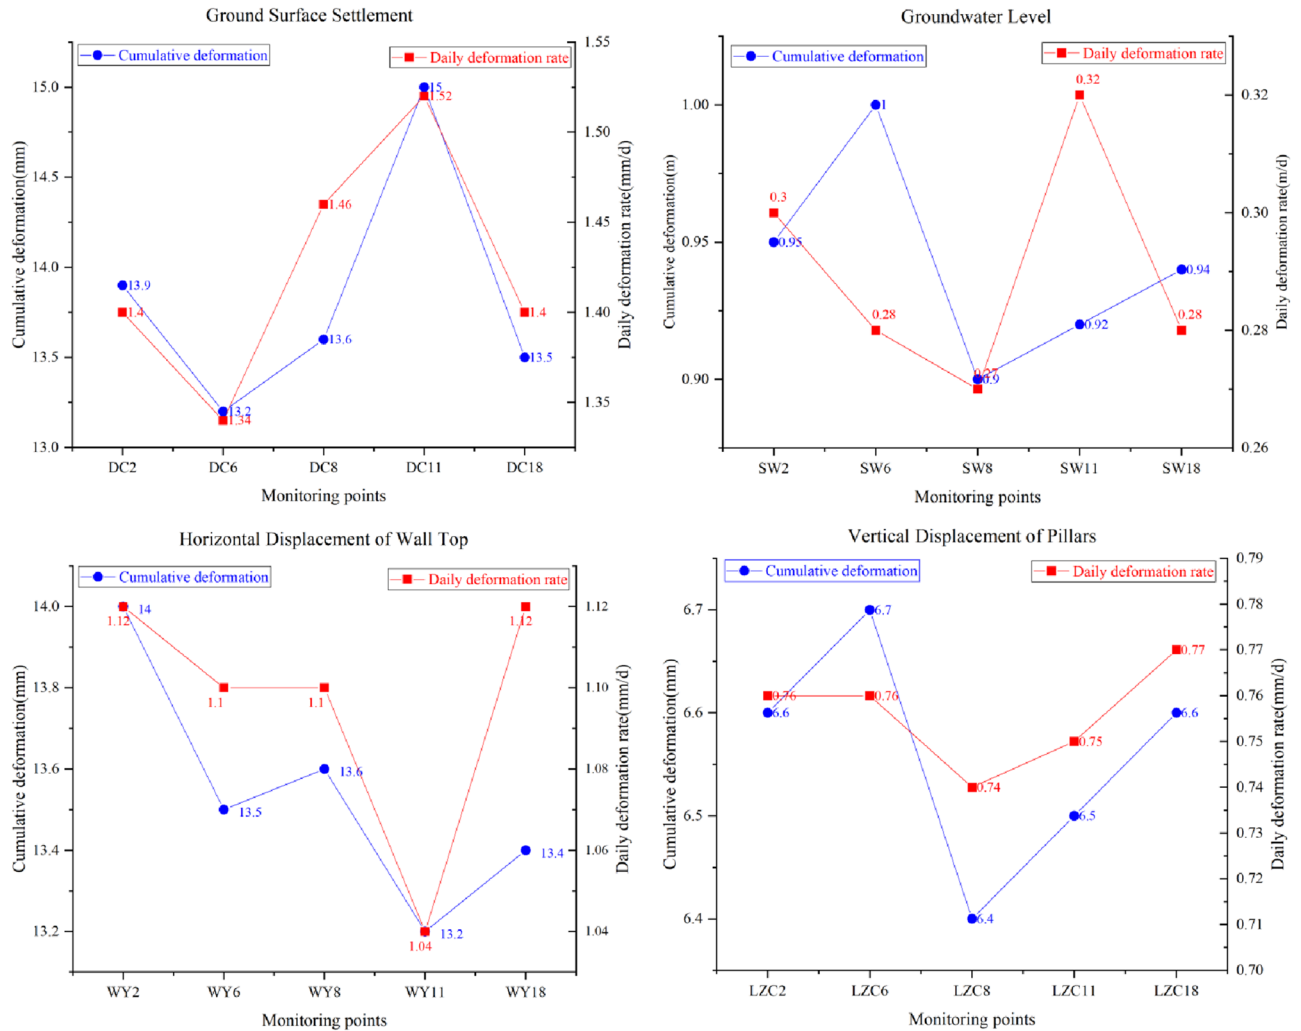 Ground Surface Settlement
Cumulative deformation
Daily deformation rate
Cumulative deformation(mm)
15.0
14.5
14.0
13.5
13.0
1.55
1.50
1.45
1.40
1.35
Daily deformation rate(mm/d)
13.9
1.4
13.2
1.34
1.46
13.6
15
1.52
1.4
13.5
DC2 DC6 DC8 DC11 DC18
Monitoring points
Groundwater Level
Cumulative deformation
Daily deformation rate
Cumulative deformation(m)
1.00
0.95
0.90
0.32
0.30
0.28
0.26
Daily deformation rate(m/d)
0.3
0.95
1
0.28
0.27
0.9
0.32
0.92
0.94
0.28
SW2 SW6 SW8 SW11 SW18
Monitoring points
Horizontal Displacement of Wall Top
Cumulative deformation
Daily deformation rate
Cumulative deformation(mm)
14.0
13.8
13.6
13.4
13.2
1.12
1.10
1.08
1.06
1.04
Daily deformation rate(mm/d)
14
1.12
1.1
13.5
1.1
13.6
13.2
1.04
1.12
13.4
WY2 WY6 WY8 WY11 WY18
Monitoring points
Vertical Displacement of Pillars
Cumulative deformation
Daily deformation rate
Cumulative deformation(mm)
6.7
6.6
6.5
6.4
0.79
0.78
0.77
0.76
0.75
0.74
0.73
0.72
0.71
0.70
Daily deformation rate(mm/d)
0.76
6.6
6.7
0.76
0.74
6.4
0.75
6.5
0.77
6.6
LZC2 LZC6 LZC8 LZC11 LZC18
Monitoring points